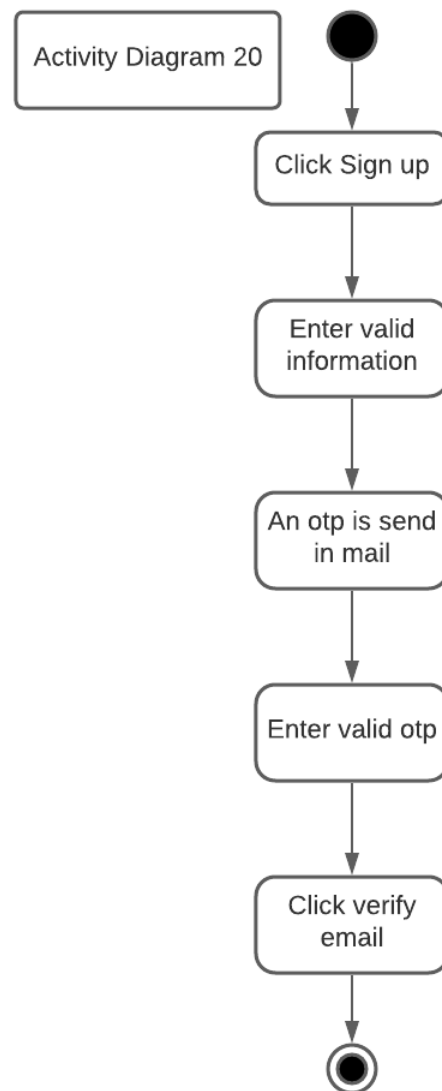 Activity Diagram 20
Click Sign up
Enter valid
information
An otp is send
in mail
Enter valid otp
Click verify
email